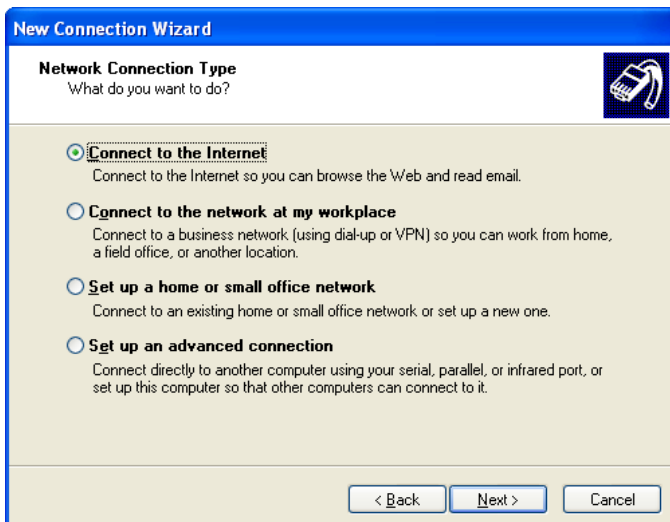 New Connection Wizard
Network Connection Type
What do you want to do?
Connect to the Internet
Connect to the Internet so you can browse the Web and read email.
Connect to the network at my workplace
Connect to a business network (using dial-up or VPN) so you can work from home,
a field office, or another location.
Set up a home or small office network
Connect to an existing home or small office network or set up a new one.
Set up an advanced connection
Connect directly to another computer using your serial, parallel, or infrared port, or
set up this computer so that other computers can connect to it.
< Back Next > Cancel